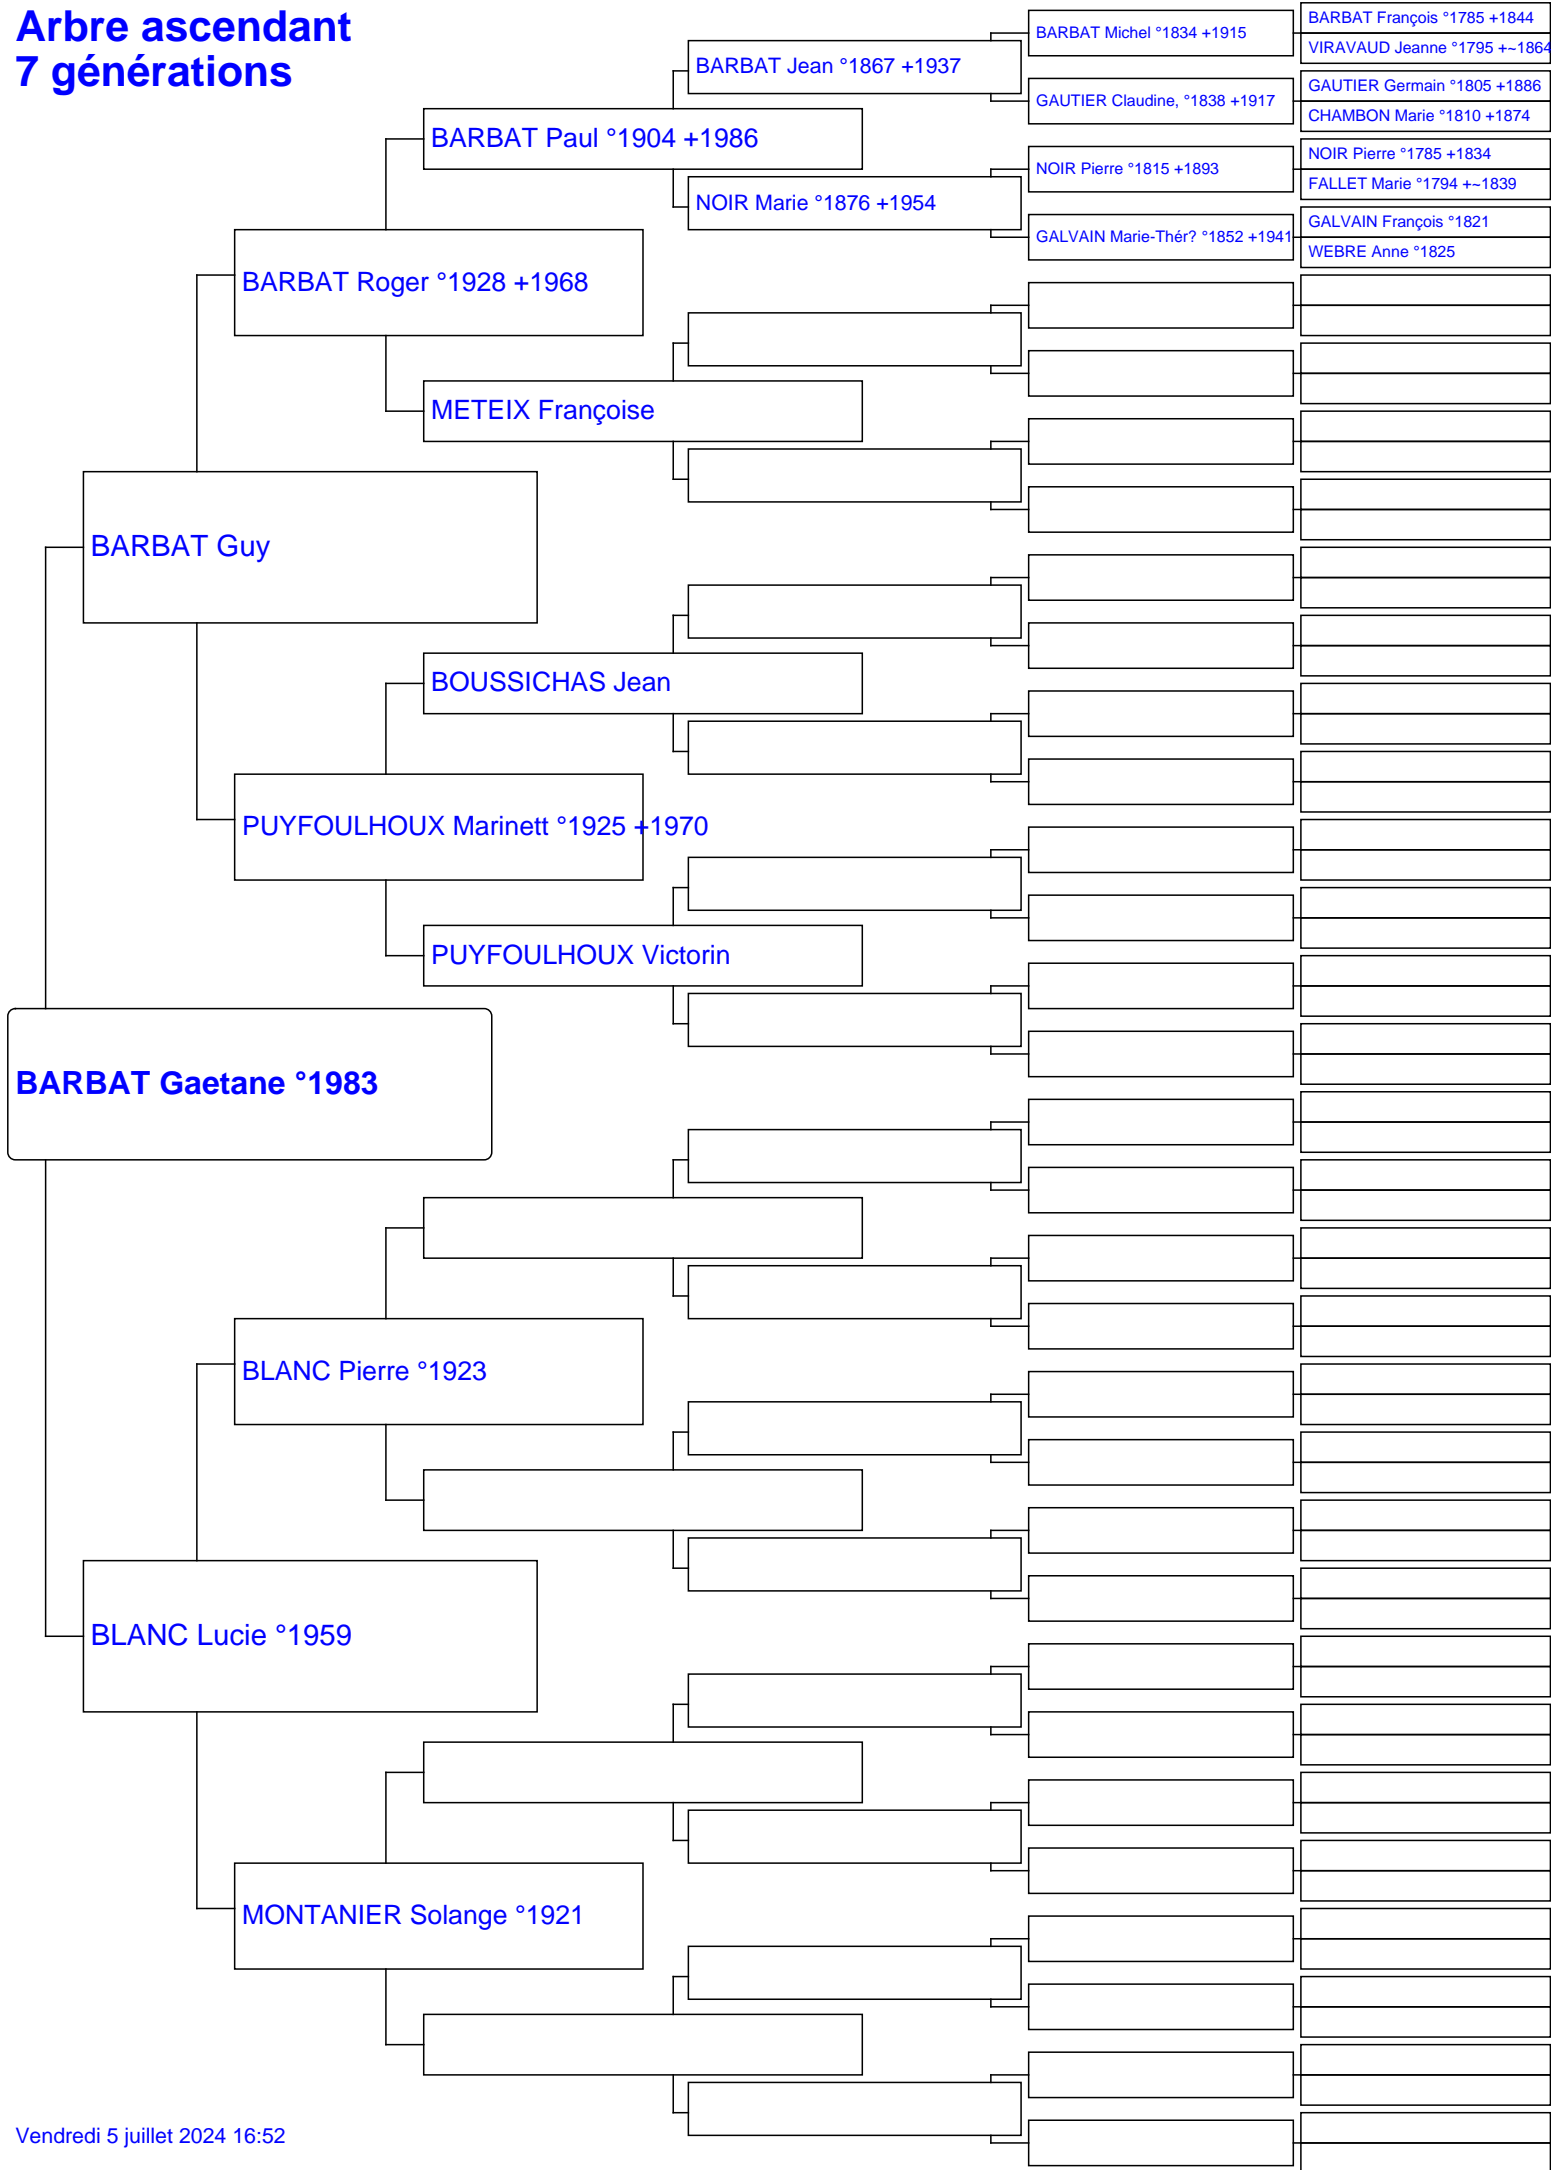 Arbre ascendant
7 générations
BARBAT Gaetane °1983
BARBAT Guy
BLANC Lucie °1959
BARBAT Roger °1928 +1968
PUYFOULHOUX Marinett °1925 +1970
BLANC Pierre °1923
MONTANIER Solange °1921
BARBAT Paul °1904 +1986
METEIX Françoise
BOUSSICHAS Jean
PUYFOULHOUX Victorin
BARBAT Jean °1867 +1937
NOIR Marie °1876 +1954
BARBAT Michel °1834 +1915
GAUTIER Claudine, °1838 +1917
NOIR Pierre °1815 +1893
GALVAIN Marie-Thér? °1852 +1941
BARBAT François °1785 +1844
VIRAVAUD Jeanne °1795 +~1864
GAUTIER Germain °1805 +1886
CHAMBON Marie °1810 +1874
NOIR Pierre °1785 +1834
FALLET Marie °1794 +~1839
GALVAIN François °1821
WEBRE Anne °1825
Vendredi 5 juillet 2024 16:52